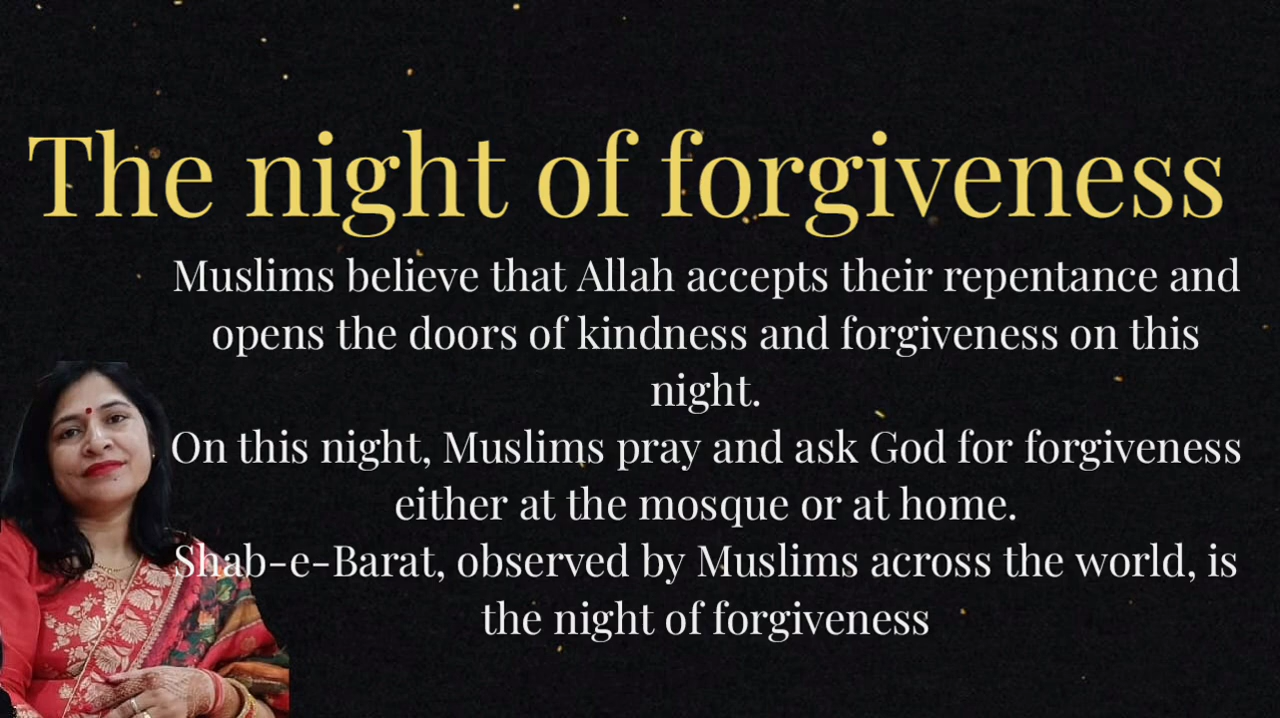 The night of forgiveness
Muslims believe that Allah accepts their repentance and
opens the doors of kindness and forgiveness on this
night.
On this night, Muslims pray and ask God for forgiveness
either at the mosque or at home.
Shab-e-Barat, observed by Muslims across the world, is
the night of forgiveness